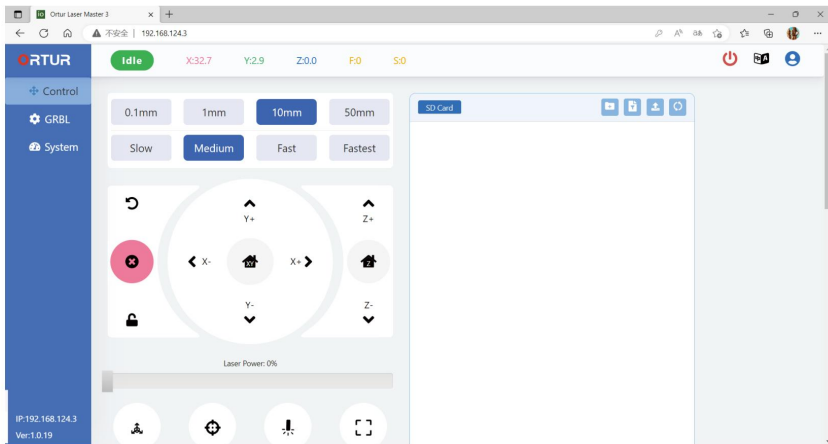 Ortur Laser Master 3
不安全 192.168.124.3
ORTUR
Idle X:32.7 Y:2.9 Z:0.0 F:0 S:0
Control
GRBL
System
0.1mm 1mm 10mm 50mm
Slow Medium Fast Fastest
SD Card
Y+ Z+
X- XY X+ Z
Y- Z-
Laser Power: 0%
IP:192.168.124.3
Ver:1.0.19